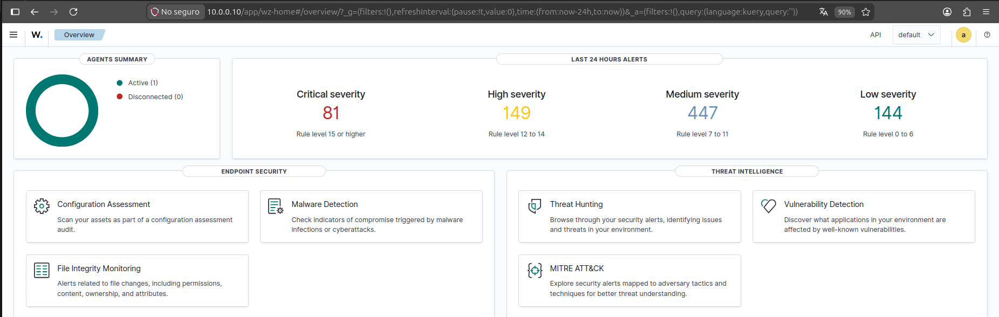 No seguro 10.0.0.10/app/wz-home#/overview/?_g=(filters:!(),refreshInterval:(pause:!t,value:0),time:(from:now-24h,to:now))&_a=(filters:!(),query:(language:kuery,query:'')) 90%
W. Overview API default a
AGENTS SUMMARY
Active (1)
Disconnected (0)
LAST 24 HOURS ALERTS
Critical severity
81
Rule level 15 or higher
High severity
149
Rule level 12 to 14
Medium severity
447
Rule level 7 to 11
Low severity
144
Rule level 0 to 6
ENDPOINT SECURITY
Configuration Assessment
Scan your assets as part of a configuration assessment
audit.
Malware Detection
Check indicators of compromise triggered by malware
infections or cyberattacks.
File Integrity Monitoring
Alerts related to file changes, including permissions,
content, ownership, and attributes.
THREAT INTELLIGENCE
Threat Hunting
Browse through your security alerts, identifying issues
and threats in your environment.
Vulnerability Detection
Discover what applications in your environment are
affected by well-known vulnerabilities.
MITRE ATT&CK
Explore security alerts mapped to adversary tactics and
techniques for better threat understanding.